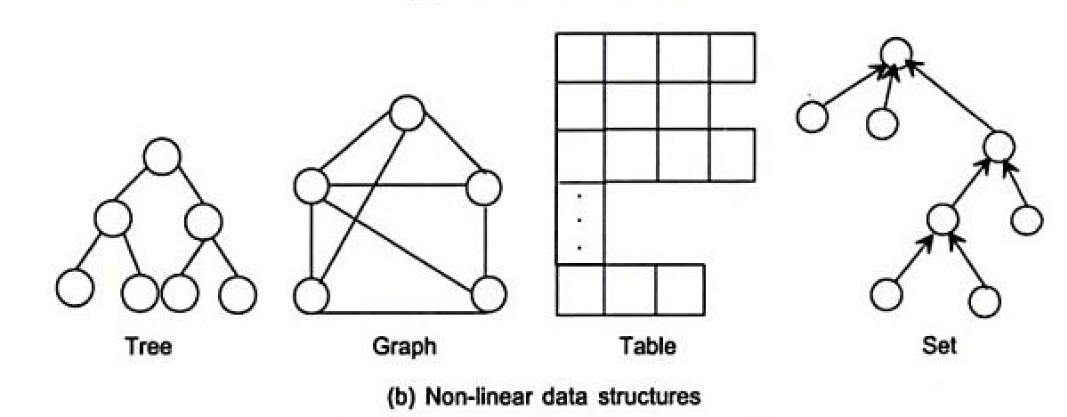 Tree
Graph
Table
Set
(b) Non-linear data structures